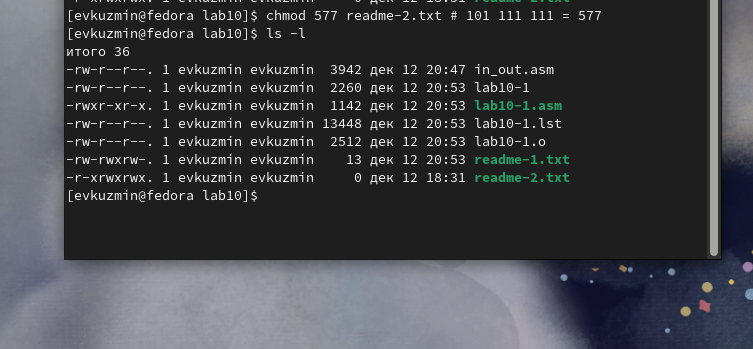 [evkuzmin@fedora lab10]$ chmod 577 readme-2.txt # 101 111 111 = 577
[evkuzmin@fedora lab10]$ ls -l
итого 36
-rw-r--r--. 1 evkuzmin evkuzmin  3942 дек 12 20:47 in_out.asm
-rw-r--r--. 1 evkuzmin evkuzmin  2260 дек 12 20:53 lab10-1
-rwxr-xr-x. 1 evkuzmin evkuzmin  1142 дек 12 20:53 lab10-1.asm
-rw-r--r--. 1 evkuzmin evkuzmin 13448 дек 12 20:53 lab10-1.lst
-rw-r--r--. 1 evkuzmin evkuzmin  2512 дек 12 20:53 lab10-1.o
-rw-rwxrw-. 1 evkuzmin evkuzmin    13 дек 12 20:53 readme-1.txt
-r-xrwxrwx. 1 evkuzmin evkuzmin     0 дек 12 18:31 readme-2.txt
[evkuzmin@fedora lab10]$